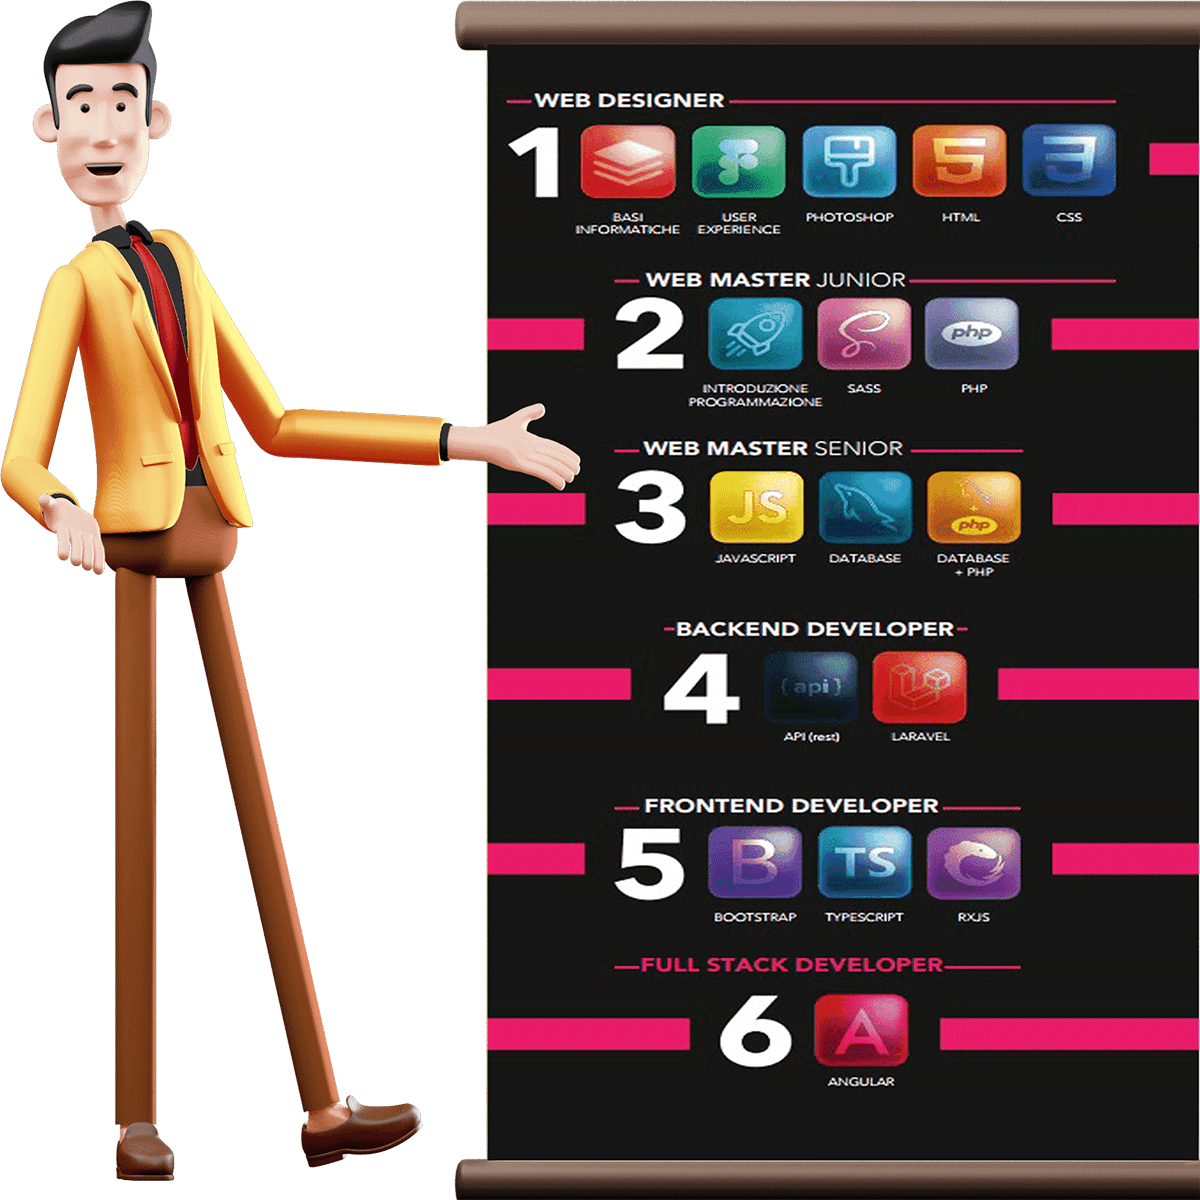 WEB DESIGNER
1
BASI
INFORMATICHE
USER
EXPERIENCE
PHOTOSHOP
HTML
CSS
WEB MASTER JUNIOR
2
php
INTRODUZIONE
PROGRAMMAZIONE
SASS
PHP
WEB MASTER SENIOR
3
JS
php
JAVASCRIPT
DATABASE
DATABASE
+ PHP
BACKEND DEVELOPER
4
{api}
API (rest)
LARAVEL
FRONTEND DEVELOPER
5
B
TS
BOOTSTRAP
TYPESCRIPT
RXJS
FULL STACK DEVELOPER
6
A
ANGULAR